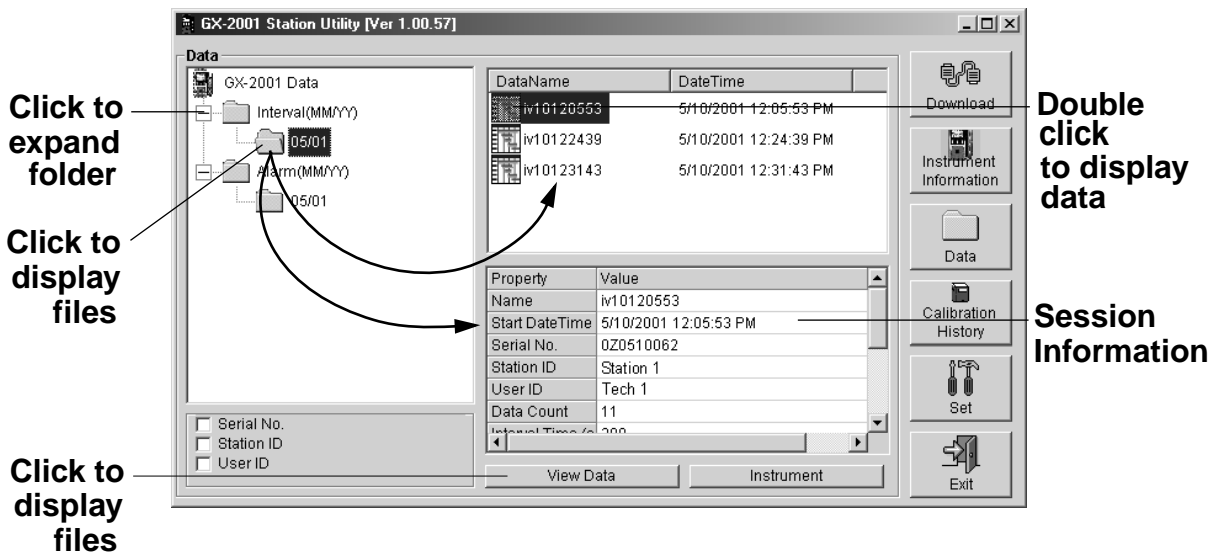 GX-2001 Station Utility [Ver 1.00.57]
Data
GX-2001 Data
Interval(MM/YY)
05/01
Alarm(MM/YY)
05/01
Serial No.
Station ID
User ID
DataName DateTime
iv10120553 5/10/2001 12:05:53 PM
iv10122439 5/10/2001 12:24:39 PM
iv10123143 5/10/2001 12:31:43 PM
Property Value
Name iv10120553
Start DateTime 5/10/2001 12:05:53 PM
Serial No. 0Z0510062
Station ID Station 1
User ID Tech 1
Data Count 11
Interval Time
View Data
Instrument
Download
Instrument
Information
Data
Calibration
History
Set
Exit
Click to
expand
folder
Click to
display
files
Click to
display
files
Double
click
to display
data
Session
Information